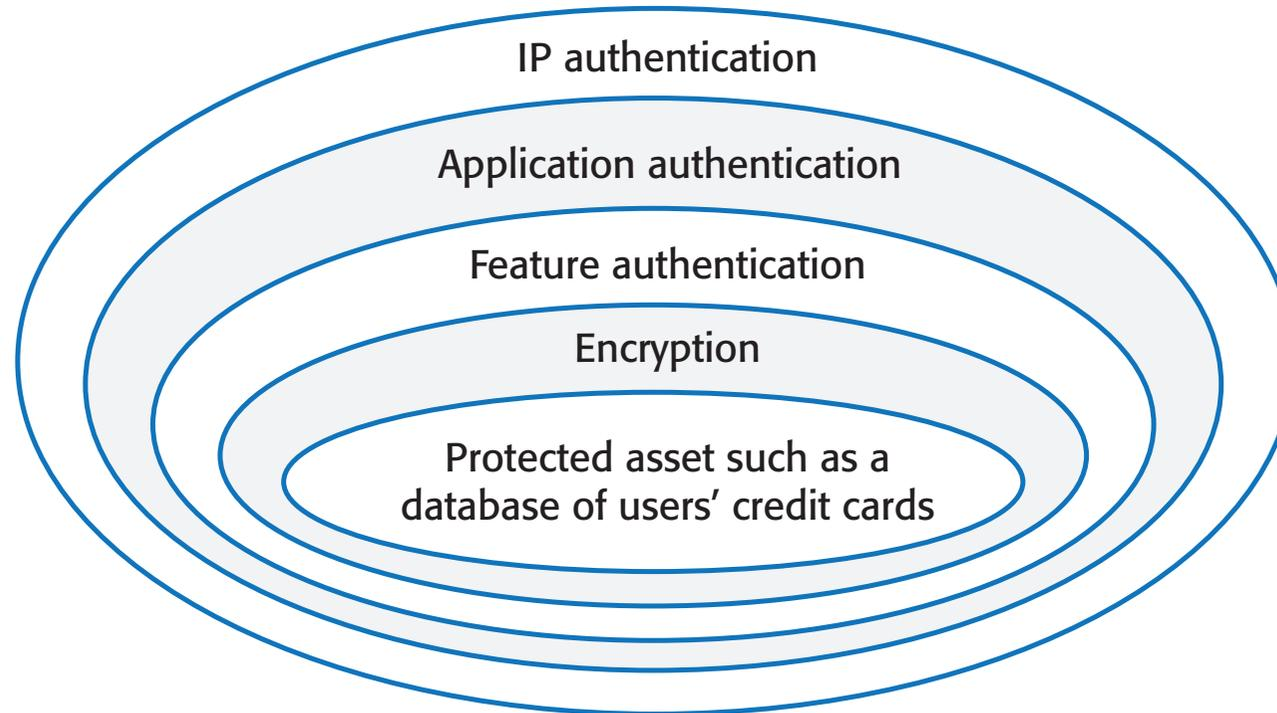 IP authentication
Application authentication
Feature authentication
Encryption
Protected asset such as a
database of users’ credit cards